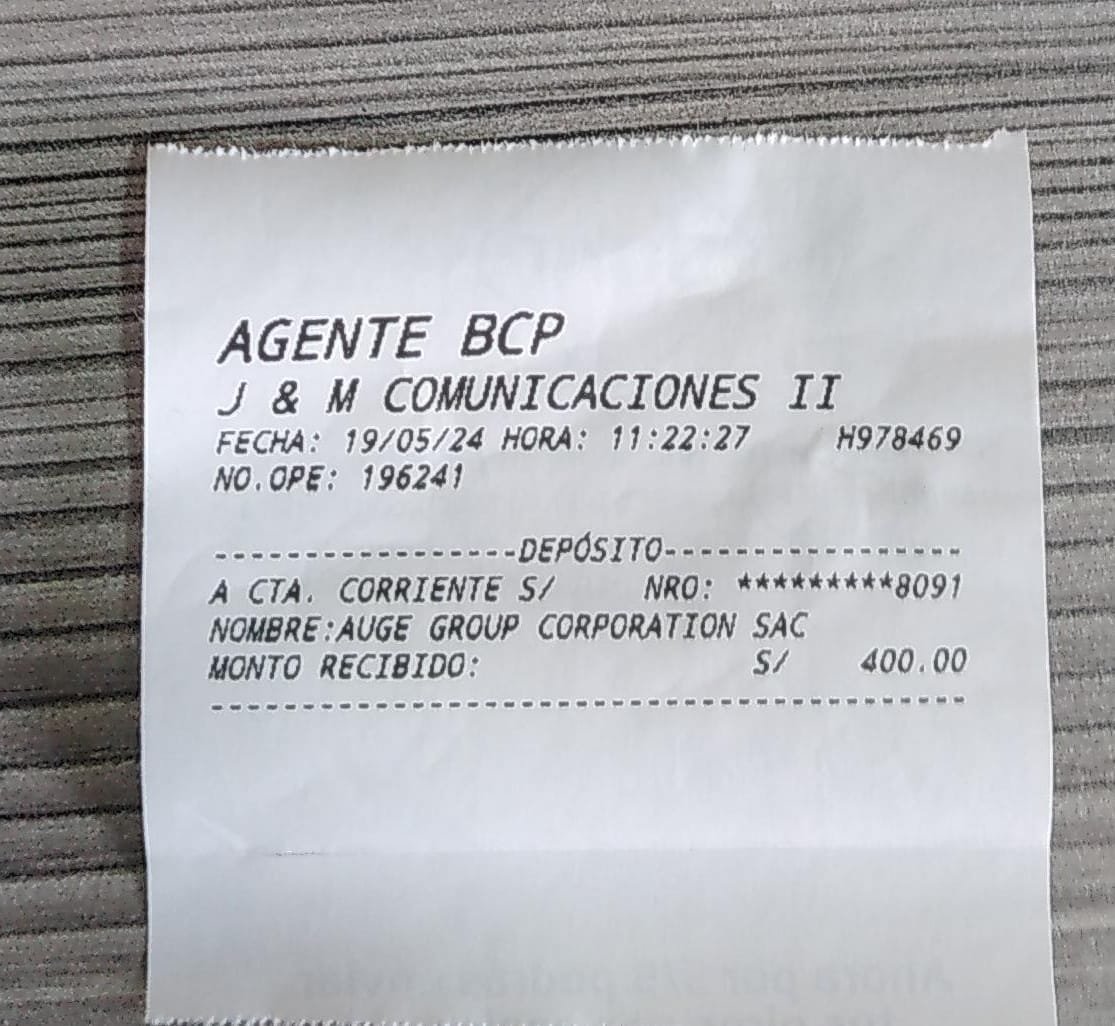 AGENTE BCP
J & M COMUNICACIONES II
FECHA: 19/05/24 HORA: 11:22:27 H978469
NO.OPE: 196241
-----------------DEPÓSITO-----------------
A CTA. CORRIENTE S/ NRO: *********8091
NOMBRE:AUGE GROUP CORPORATION SAC
MONTO RECIBIDO: S/ 400.00
------------------------------------------